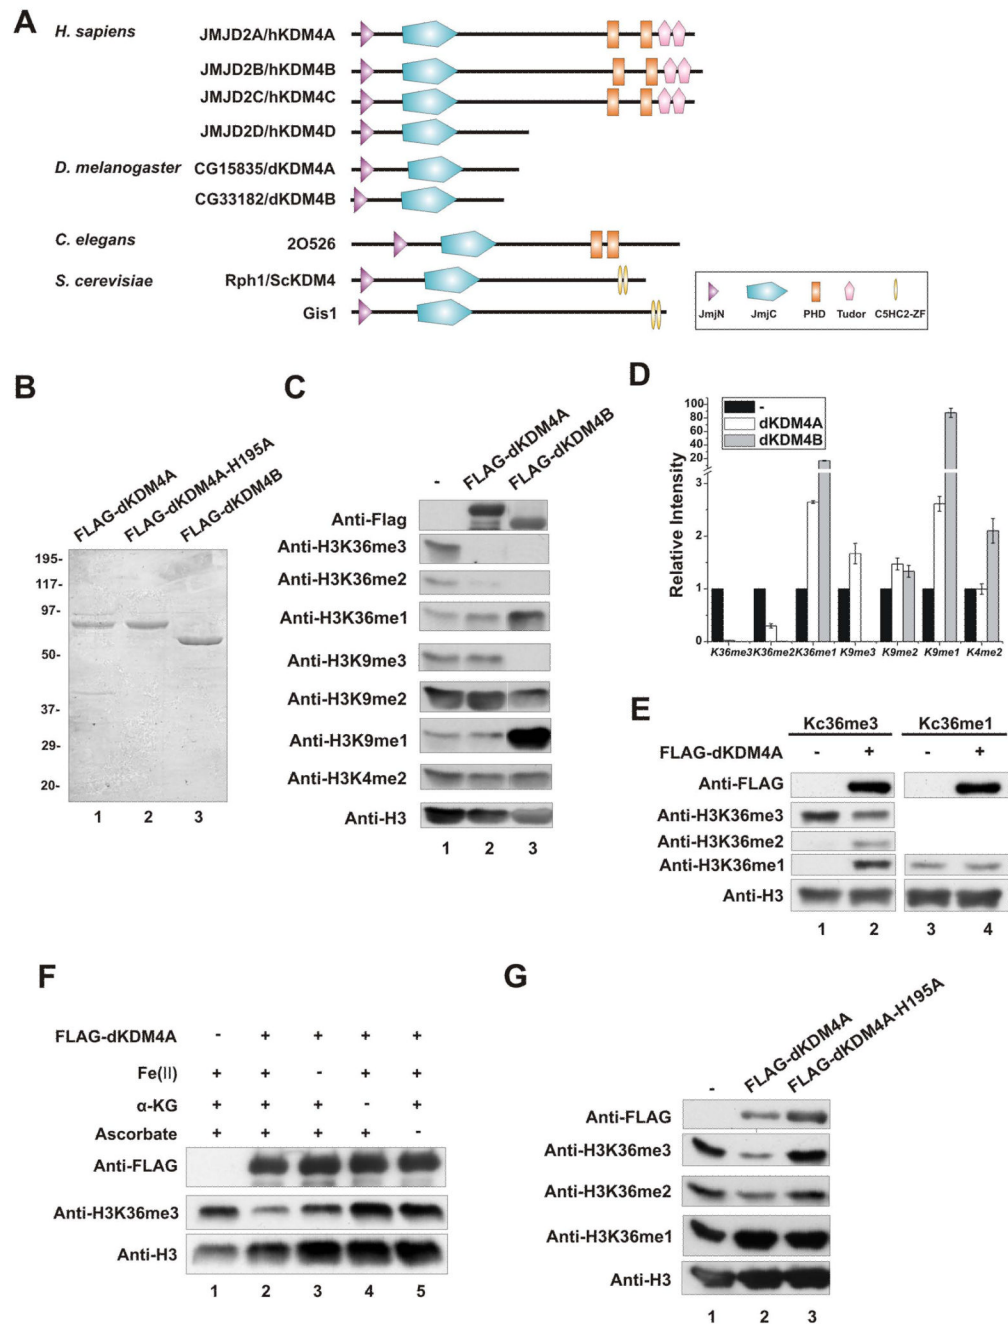 A
H. sapiens
JMJD2A/hKDM4A
JMJD2B/hKDM4B
JMJD2C/hKDM4C
JMJD2D/hKDM4D
D. melanogaster CG15835/dKDM4A
CG33182/dKDM4B
C. elegans 2O526
S. cerevisiae Rph1/ScKDM4
Gis1
JmjN JmjC PHD Tudor C5HC2-ZF
B
FLAG-dKDM4A
FLAG-dKDM4A-H195A
FLAG-dKDM4B
195-
117-
97-
50-
37-
29-
20-
1 2 3
C
- FLAG-dKDM4A FLAG-dKDM4B
Anti-Flag
Anti-H3K36me3
Anti-H3K36me2
Anti-H3K36me1
Anti-H3K9me3
Anti-H3K9me2
Anti-H3K9me1
Anti-H3K4me2
Anti-H3
1 2 3
D
Relative Intensity
100
80
60
40
20
3
2
1
0
-
dKDM4A
dKDM4B
K36me3 K36me2 K36me1 K9me3 K9me2 K9me1 K4me2
E
Kc36me3 Kc36me1
FLAG-dKDM4A - + - +
Anti-FLAG
Anti-H3K36me3
Anti-H3K36me2
Anti-H3K36me1
Anti-H3
1 2 3 4
F
FLAG-dKDM4A - + + + +
Fe(II) + + - + +
α-KG + + + - +
Ascorbate + + + + -
Anti-FLAG
Anti-H3K36me3
Anti-H3
1 2 3 4 5
G
- FLAG-dKDM4A FLAG-dKDM4A-H195A
Anti-FLAG
Anti-H3K36me3
Anti-H3K36me2
Anti-H3K36me1
Anti-H3
1 2 3